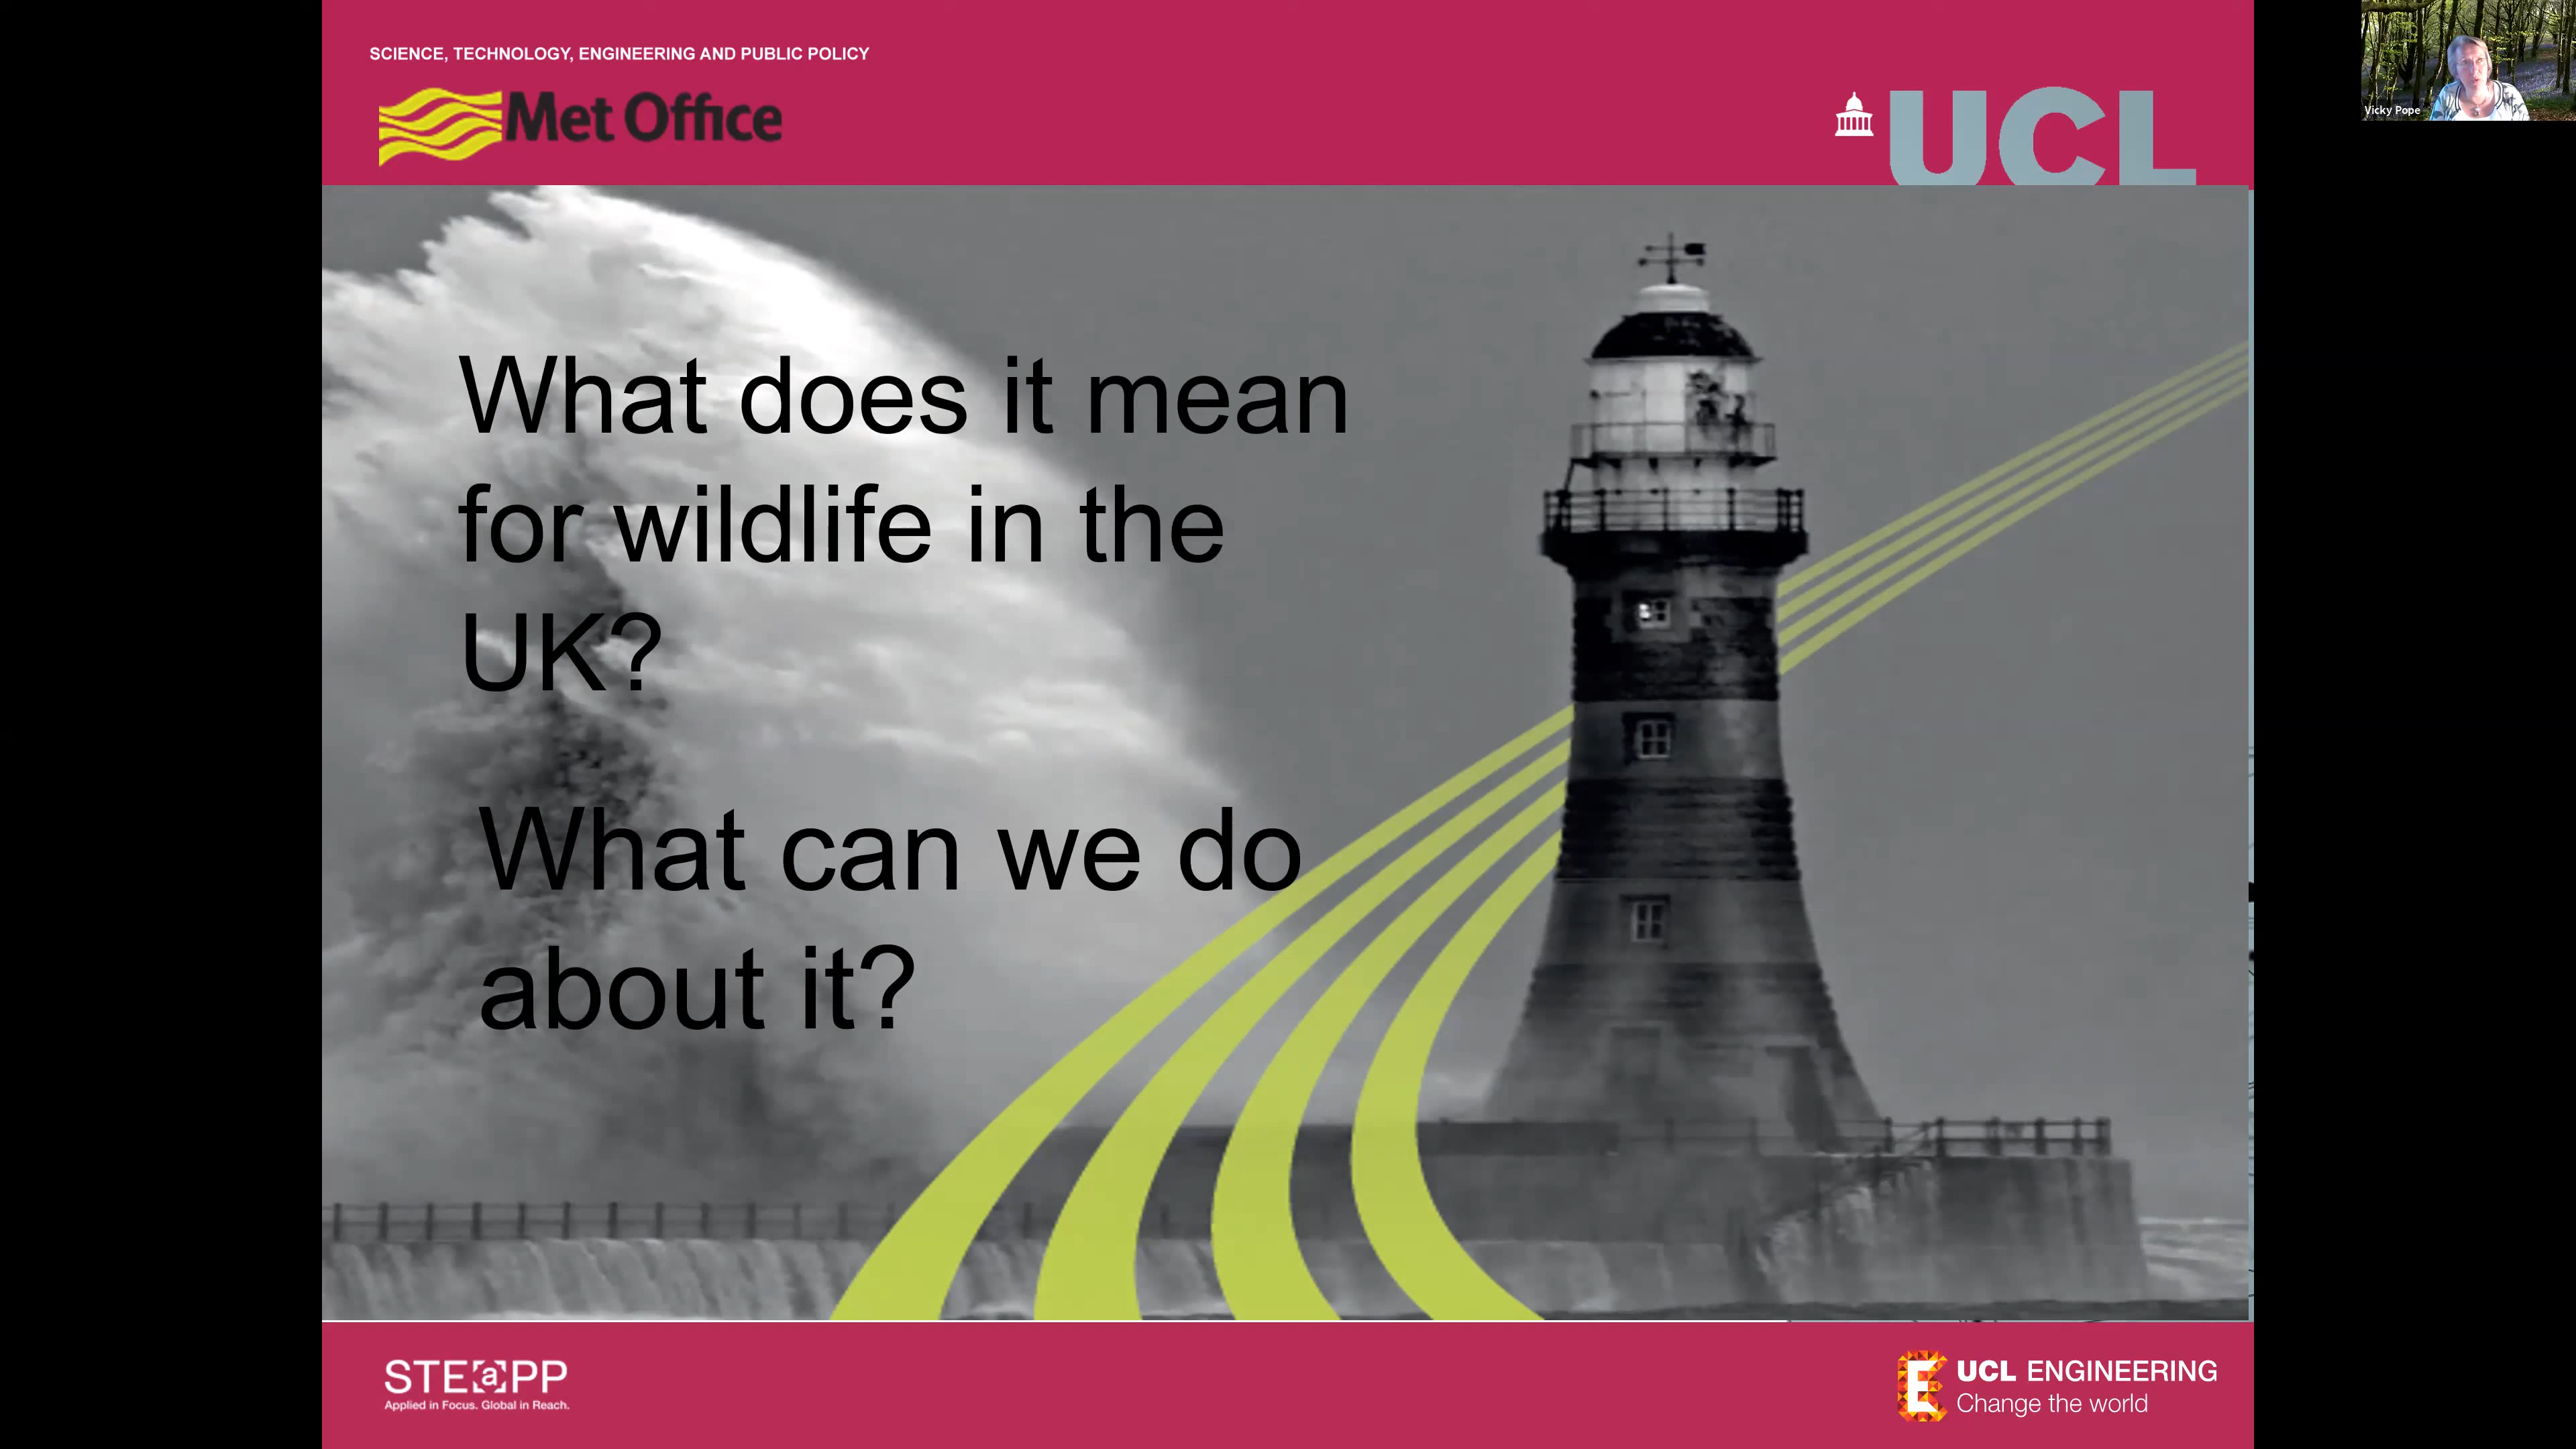 SCIENCE, TECHNOLOGY, ENGINEERING AND PUBLIC POLICY
Met Office
UCL
Vicky Pope
What does it mean
for wildlife in the
UK?
What can we do
about it?
STEaPP
Applied in Focus. Global in Reach.
UCL ENGINEERING
Change the world